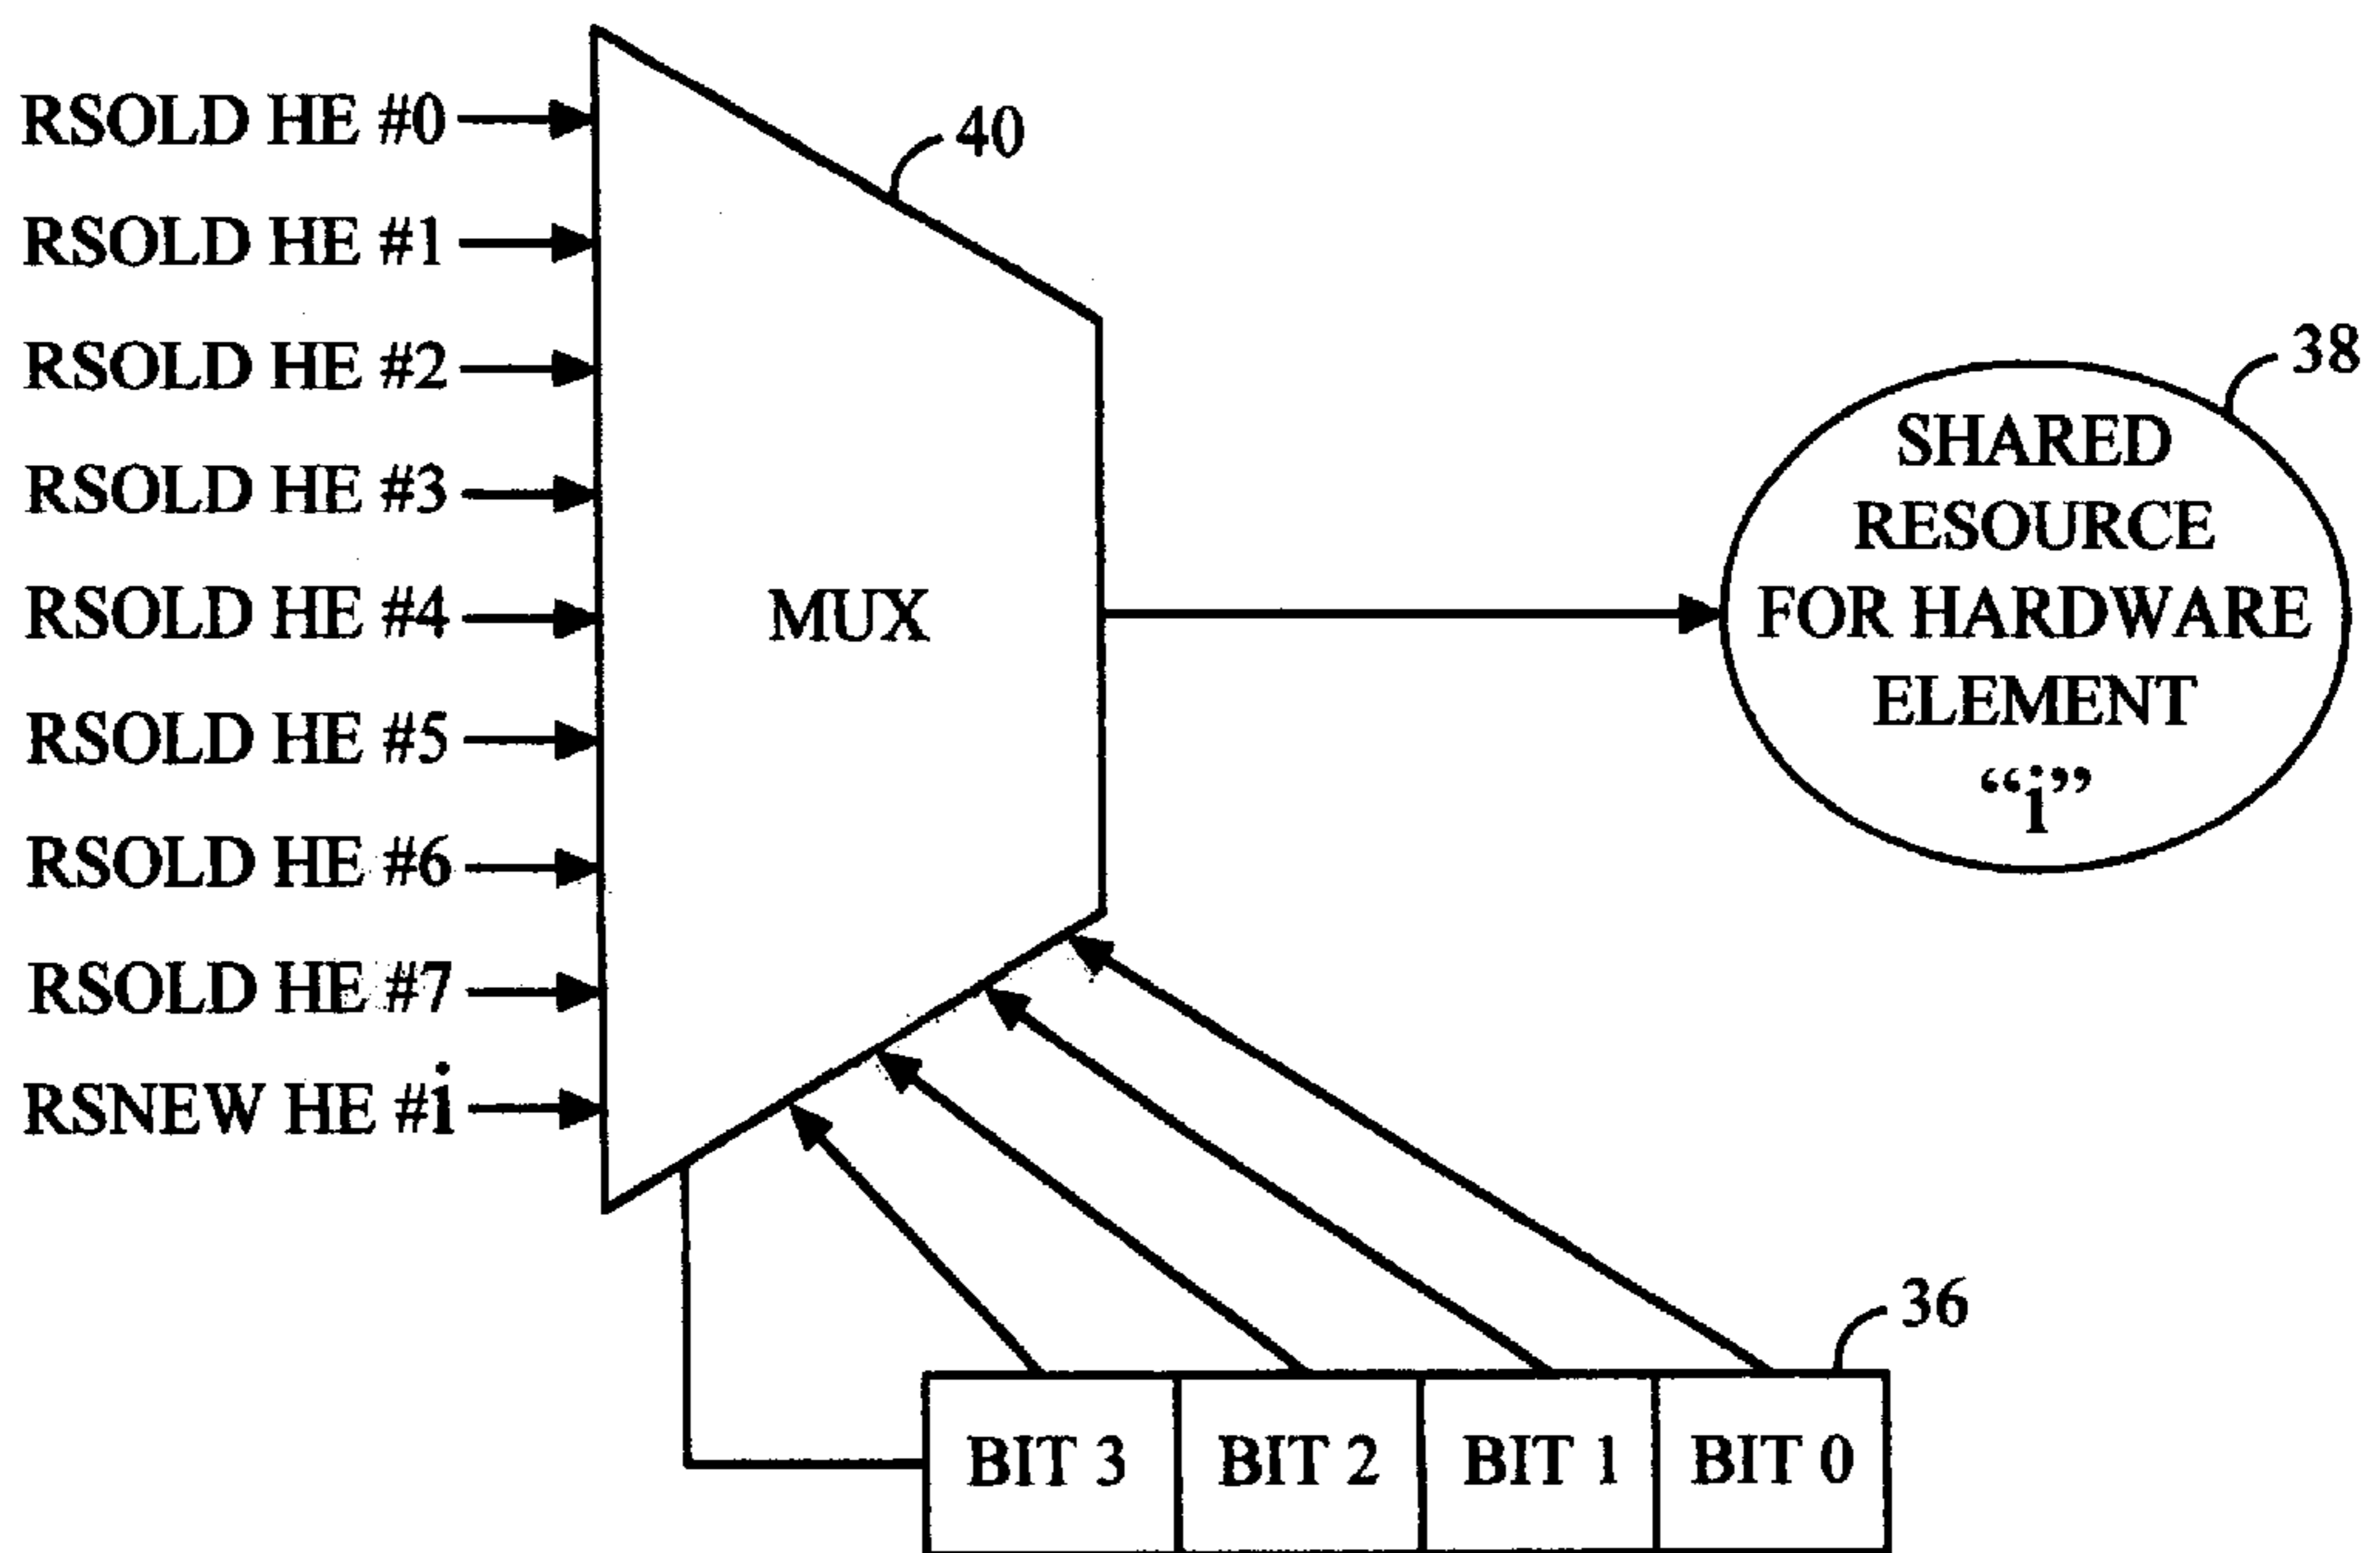 RSOLD HE #0
RSOLD HE #1
RSOLD HE #2
RSOLD HE #3
RSOLD HE #4
RSOLD HE #5
RSOLD HE #6
RSOLD HE #7
RSNEW HE #i
40
MUX
38
SHARED
RESOURCE
FOR HARDWARE
ELEMENT
“i”
36
BIT 3
BIT 2
BIT 1
BIT 0